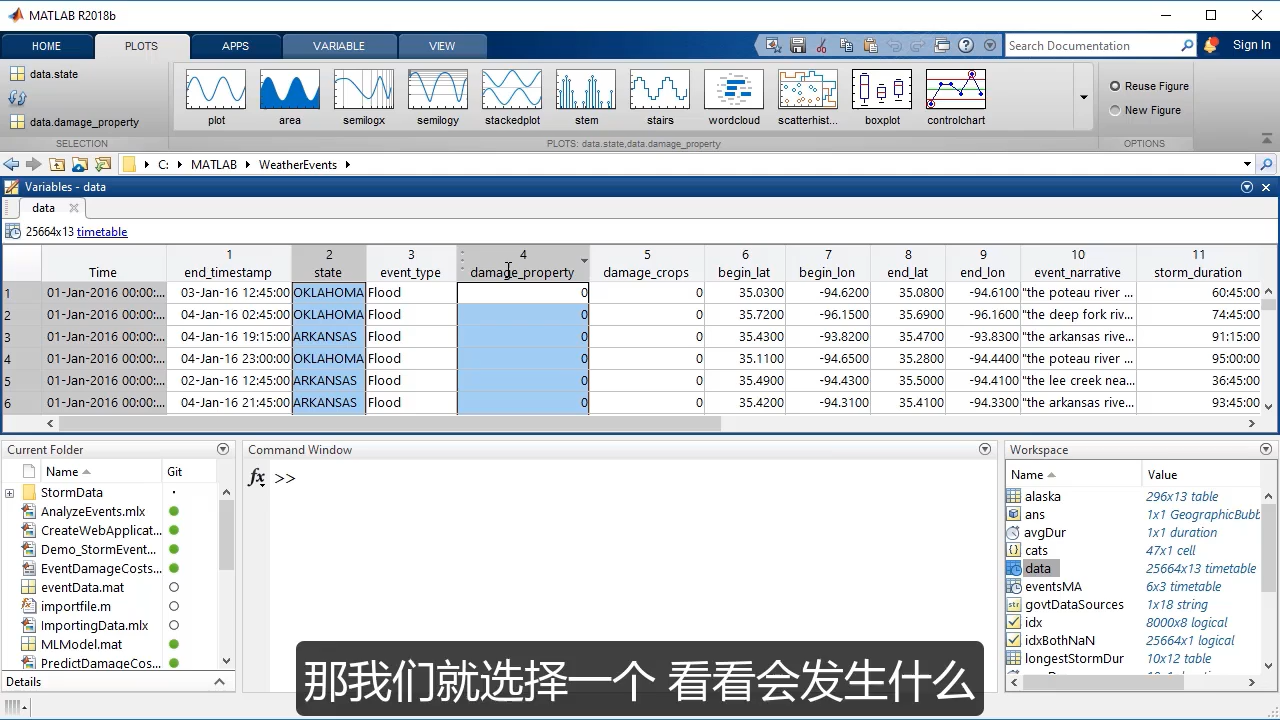 MATLAB R2018b
HOME PLOTS APPS VARIABLE VIEW Search Documentation Sign In
data.state
data.damage_property
plot area semilogx semilogy stackedplot stem stairs wordcloud scatterhist... boxplot controlchart
Reuse Figure
New Figure
SELECTION PLOTS: data.state,data.damage_property OPTIONS
C: MATLAB WeatherEvents
Variables - data
data
25664x13 timetable
1 2 3 4 5 6 7 8 9 10 11
Time end_timestamp state event_type damage_property damage_crops begin_lat begin_lon end_lat end_lon event_narrative storm_duration
1 01-Jan-2016 00:00:... 03-Jan-16 12:45:00 OKLAHOMA Flood 0 0 35.0300 -94.6200 35.0800 -94.6100 "the poteau river ... 60:45:00
2 01-Jan-2016 00:00:... 04-Jan-16 02:45:00 OKLAHOMA Flood 0 0 35.7200 -96.1500 35.6900 -96.1600 "the deep fork riv... 74:45:00
3 01-Jan-2016 00:00:... 04-Jan-16 19:15:00 ARKANSAS Flood 0 0 35.4300 -93.8200 35.4700 -93.8300 "the arkansas rive... 91:15:00
4 01-Jan-2016 00:00:... 04-Jan-16 23:00:00 OKLAHOMA Flood 0 0 35.1100 -94.6500 35.2800 -94.4400 "the poteau river ... 95:00:00
5 01-Jan-2016 00:00:... 02-Jan-16 12:45:00 ARKANSAS Flood 0 0 35.4900 -94.4300 35.5000 -94.4100 "the lee creek nea... 36:45:00
6 01-Jan-2016 00:00:... 04-Jan-16 21:45:00 ARKANSAS Flood 0 0 35.4200 -94.3100 35.4100 -94.3300 "the arkansas rive... 93:45:00
Current Folder
Name Git
StormData
AnalyzeEvents.mlx
CreateWebApplicat...
Demo_StormEvent...
EventDamageCosts...
eventData.mat
importfile.m
ImportingData.mlx
MLModel.mat
PredictDamageCos...
Details
Command Window
fx >>
Workspace
Name Value
alaska 296x13 table
ans 1x1 GeographicBubb
avgDur 1x1 duration
cats 47x1 cell
data 25664x13 timetable
eventsMA 6x3 timetable
govtDataSources 1x18 string
idx 8000x8 logical
idxBothNaN 25664x1 logical
longestStormDur 10x12 table
那我们就选择一个 看看会发生什么